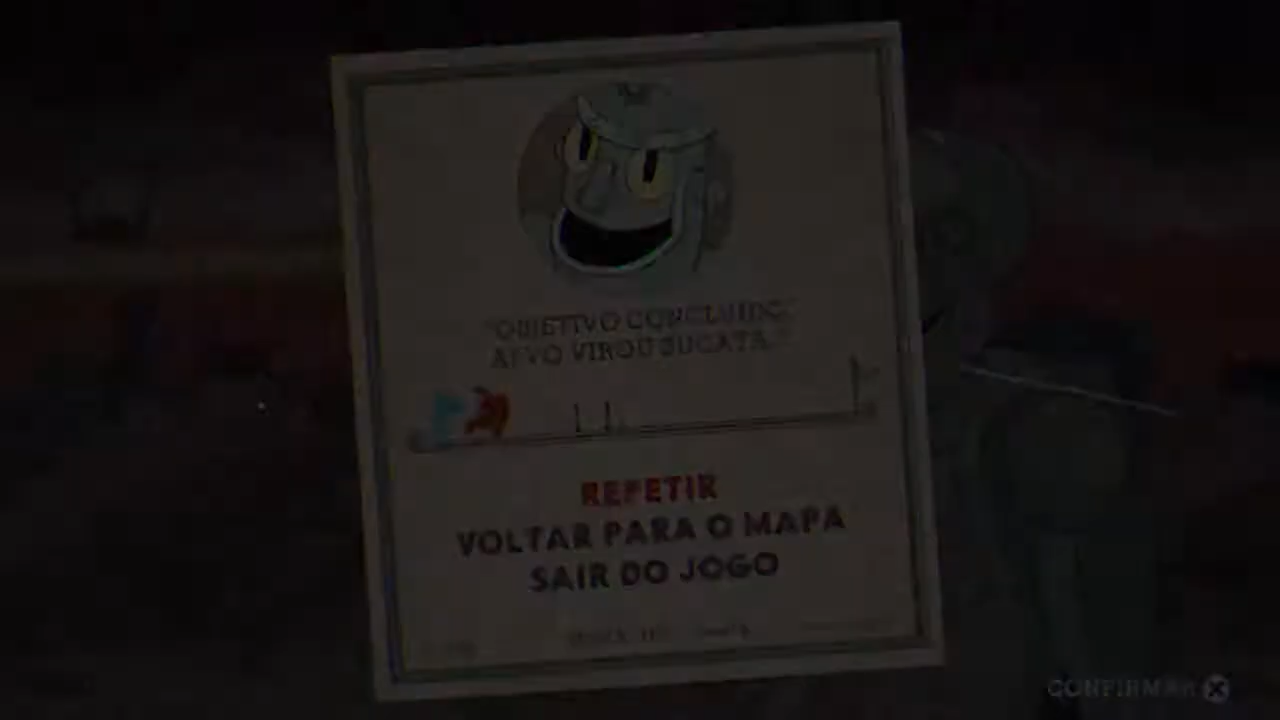 "OBJETIVO CONCLUÍDO.
ALVO VIROU SUCATA."
REPETIR
VOLTAR PARA O MAPA
SAIR DO JOGO
CONFIRMAR